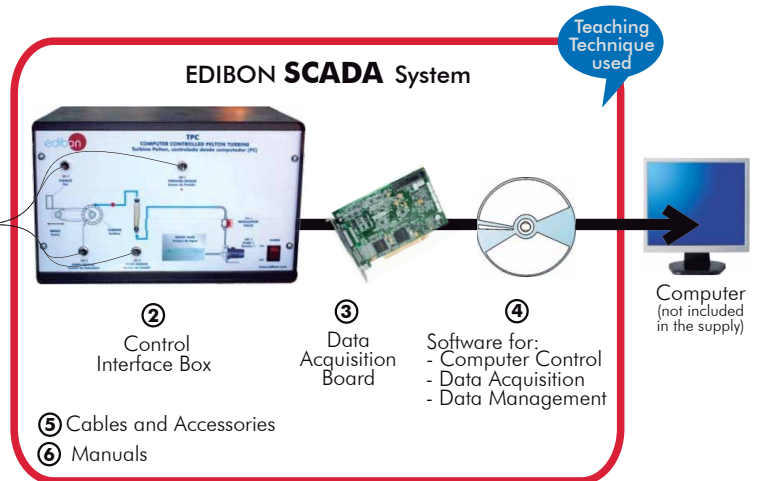 Teaching
Technique
used
EDIBON SCADA System
edibon
TPC
COMPUTER CONTROLLED PELTON TURBINE
Turbina Pelton, controlada desde computador (PC)
2
Control
Interface Box
3
Data
Acquisition
Board
4
Software for:
- Computer Control
- Data Acquisition
- Data Management
Computer
(not included
in the supply)
5 Cables and Accessories
6 Manuals